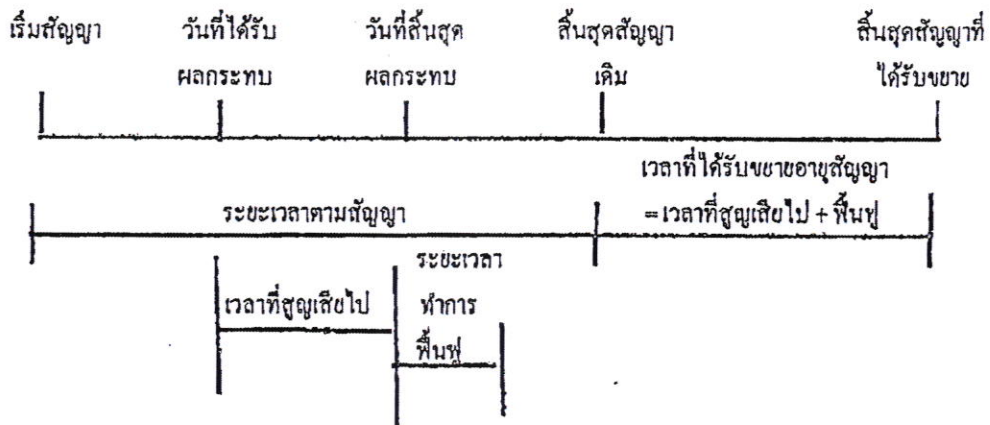 เริ่มสัญญา วันที่ได้รับ วันที่สิ้นสุด สิ้นสุดสัญญา สิ้นสุดสัญญาที่
ผลกระทบ ผลกระทบ เดิม ได้รับขยาย
เวลาที่ได้รับขยายอายุสัญญา
ระยะเวลาตามสัญญา = เวลาที่สูญเสียไป + ฟื้นฟู
ระยะเวลา
เวลาที่สูญเสียไป ทำการ
ฟื้นฟู